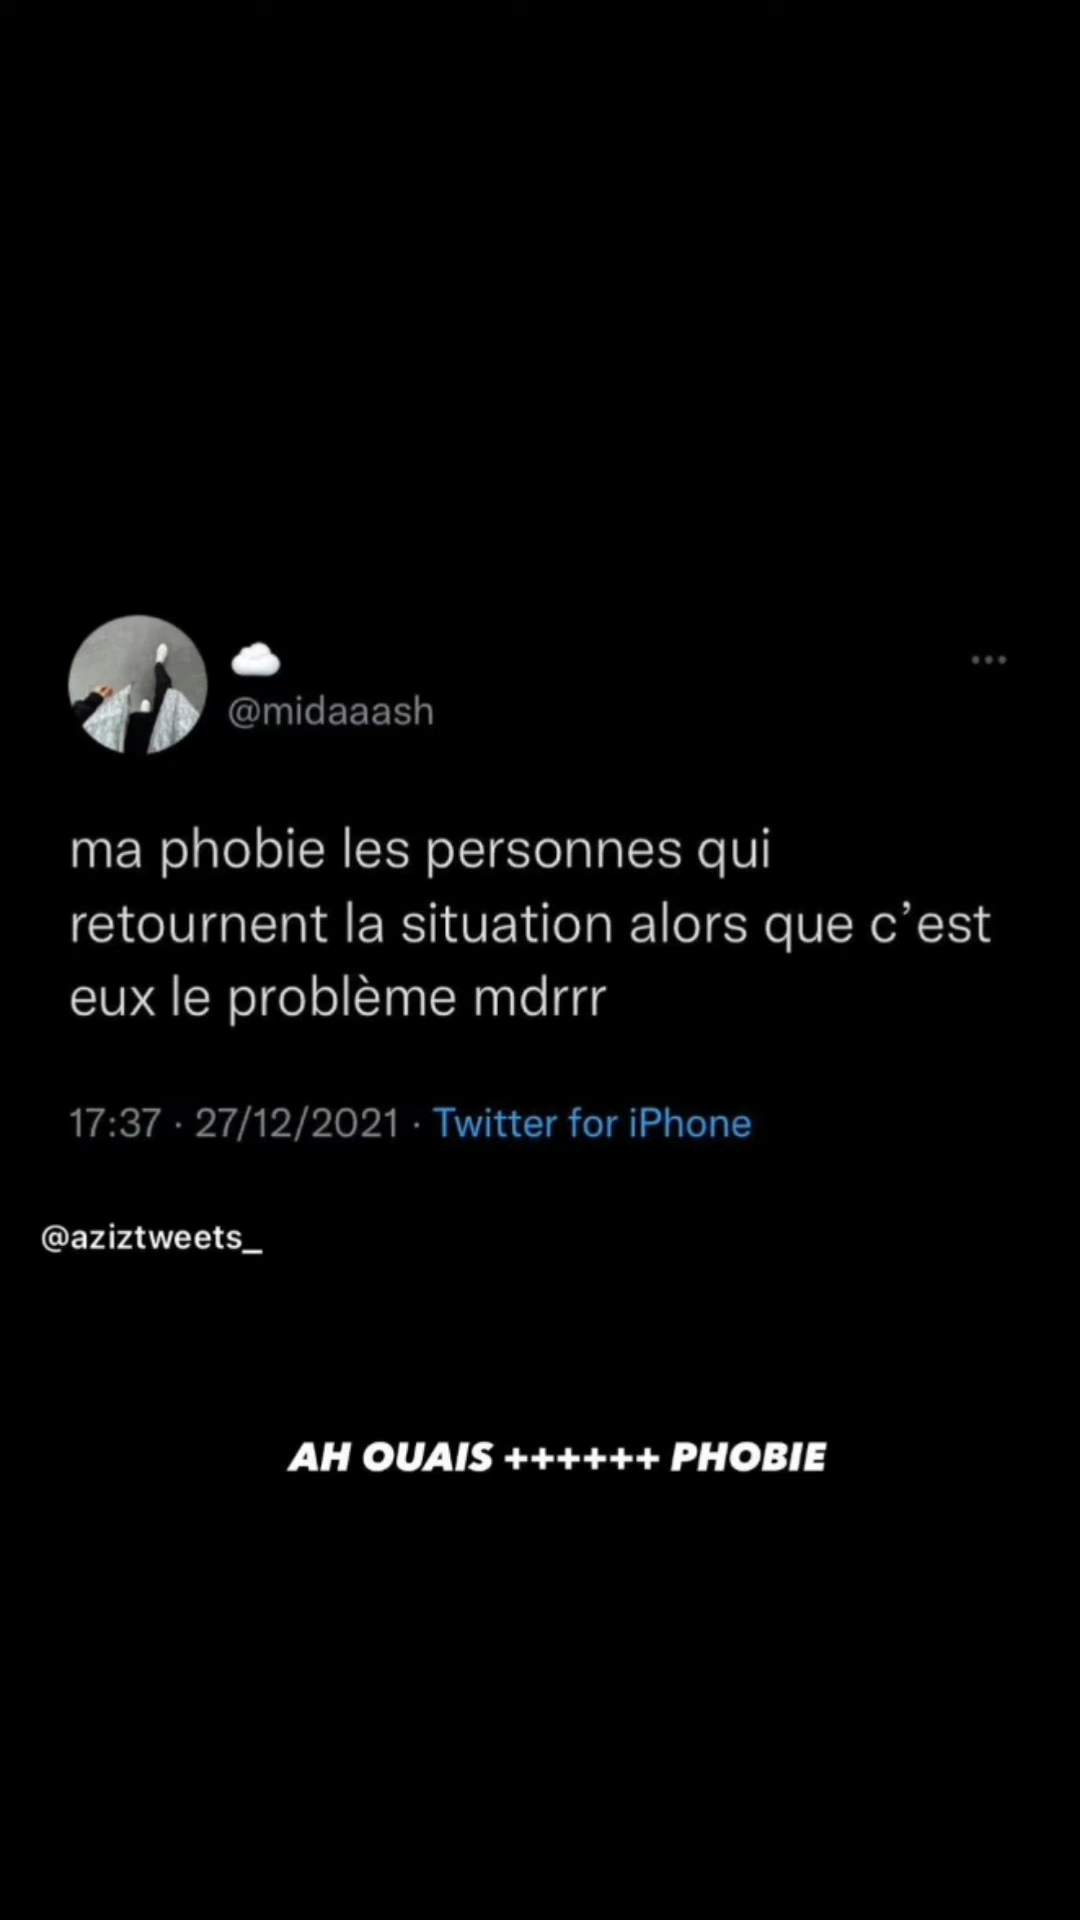 ☁️
@midaaash
ma phobie les personnes qui
retournent la situation alors que c’est
eux le problème mdrrr
17:37 · 27/12/2021 · Twitter for iPhone
@aziztweets_
AH OUAIS ++++++ PHOBIE